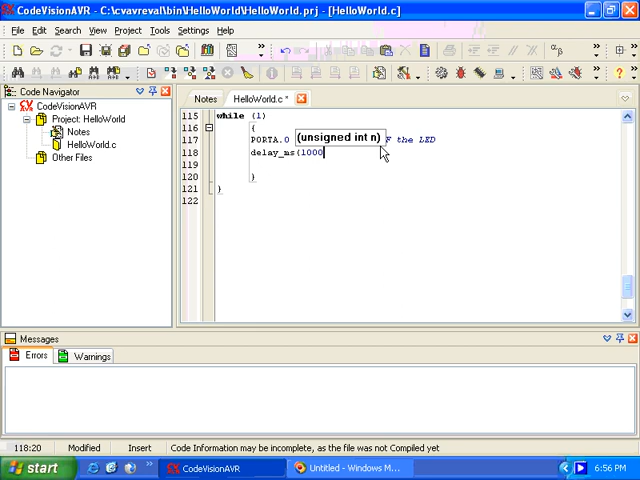 CodeVisionAVR - C:\cvavreval\bin\HelloWorld\HelloWorld.prj - [HelloWorld.c]
File Edit Search View Project Tools Settings Help
Code Navigator
CodeVisionAVR
Project: HelloWorld
Notes
HelloWorld.c
Other Files
Notes HelloWorld.c *
115 while (1)
116 {
117 PORTA.0 (unsigned int n) F the LED
118 delay_ms(1000
119
120 }
121 }
122
Messages
Errors Warnings
118:20 Modified Insert Code Information may be incomplete, as the file was not Compiled yet
start CodeVisionAVR Untitled - Windows M... 6:56 PM